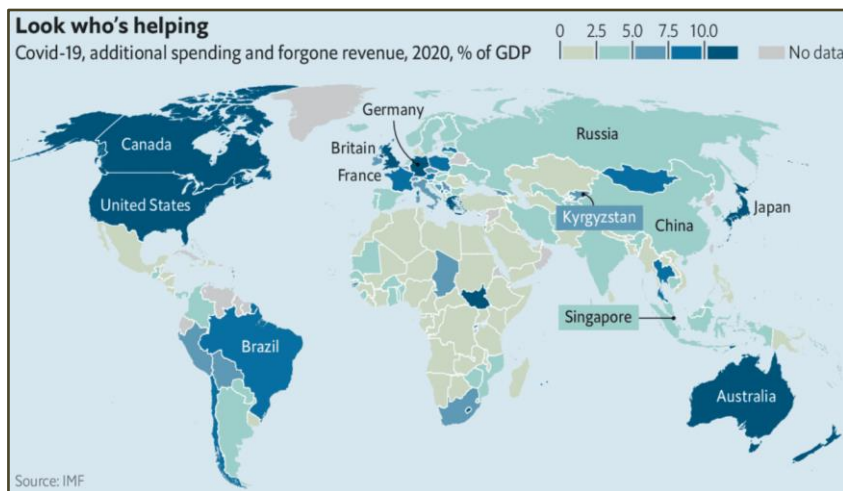 Look who's helping
Covid-19, additional spending and forgone revenue, 2020, % of GDP
0 2.5 5.0 7.5 10.0
No data
Germany
Canada
Russia
Britain
France
United States
Kyrgyzstan
Japan
China
Singapore
Brazil
Australia
Source: IMF